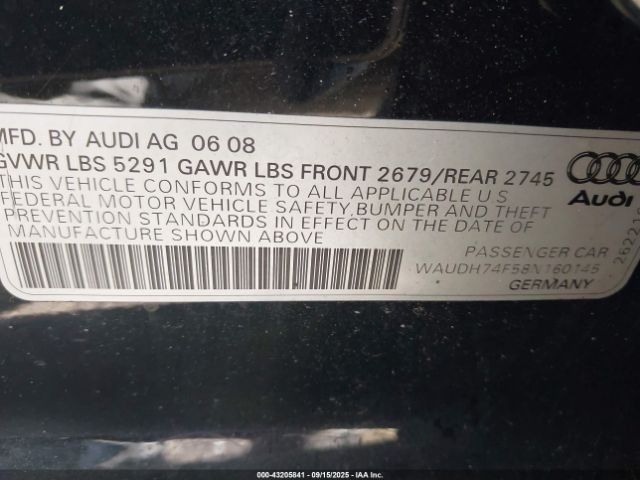 MFD. BY AUDI AG 06 08
GVWR LBS 5291 GAWR LBS FRONT 2679/REAR 2745
THIS VEHICLE CONFORMS TO ALL APPLICABLE U S
FEDERAL MOTOR VEHICLE SAFETY, BUMPER AND THEFT
PREVENTION STANDARDS IN EFFECT ON THE DATE OF
MANUFACTURE SHOWN ABOVE
PASSENGER CAR
WAUDH74F58N160145
GERMANY
Audi
26221
000-43205841 - 09/15/2025 - IAA Inc.